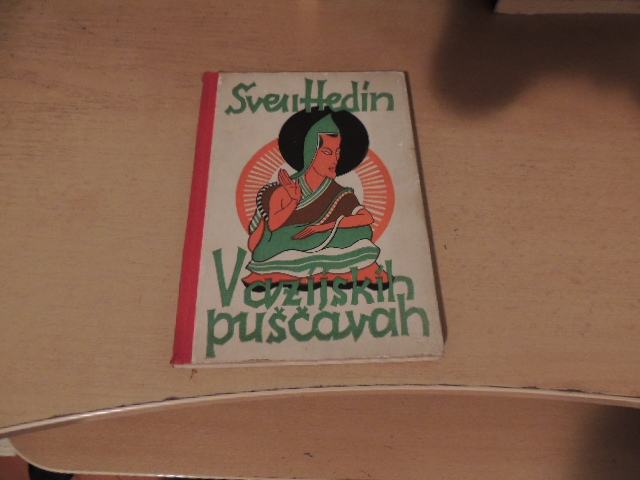 Sven Hedin
V azijskih
puščavah